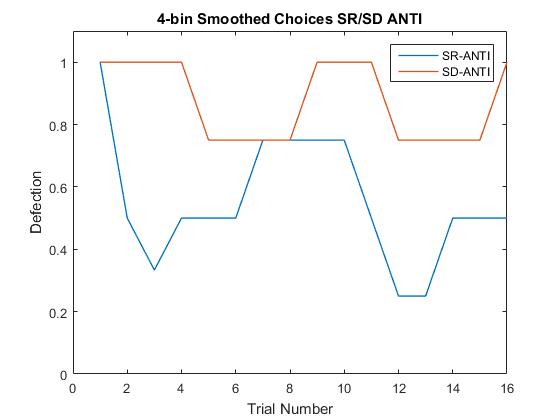 4-bin Smoothed Choices SR/SD ANTI
SR-ANTI
SD-ANTI
1
0.8
0.6
0.4
0.2
0
Defection
0 2 4 6 8 10 12 14 16
Trial Number